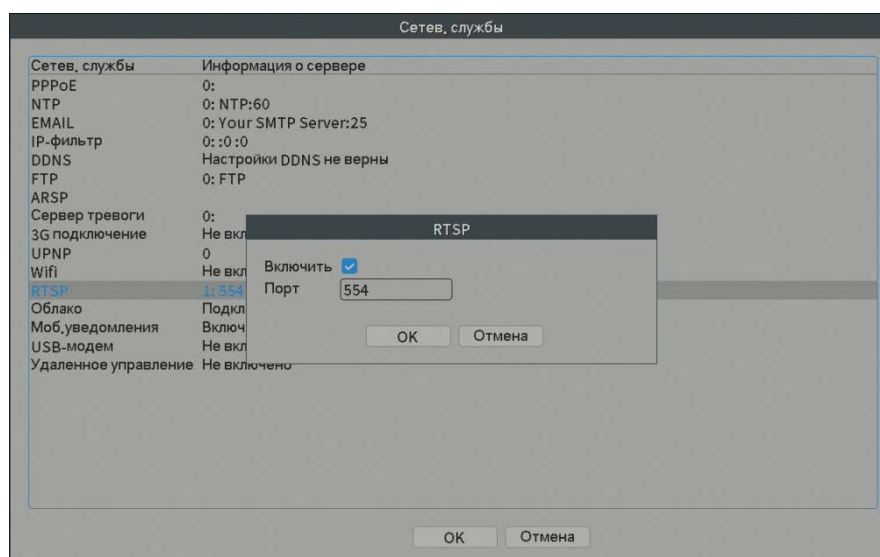 Сетев, службы
Сетев, службы Информация о сервере
PPPoE 0:
NTP 0: NTP:60
EMAIL 0: Your SMTP Server:25
IP-фильтр 0: :0 :0
DDNS Настройки DDNS не верны
FTP 0: FTP
ARSP
Сервер тревоги 0:
3G подключение Не вкл
UPNP 0
Wifi Не вкл
RTSP 1: 554
Облако Подкл
Моб.уведомления Включ
USB-модем Не вкл
Удаленное управление Не включено
RTSP
Включить
Порт 554
OK Отмена
OK Отмена